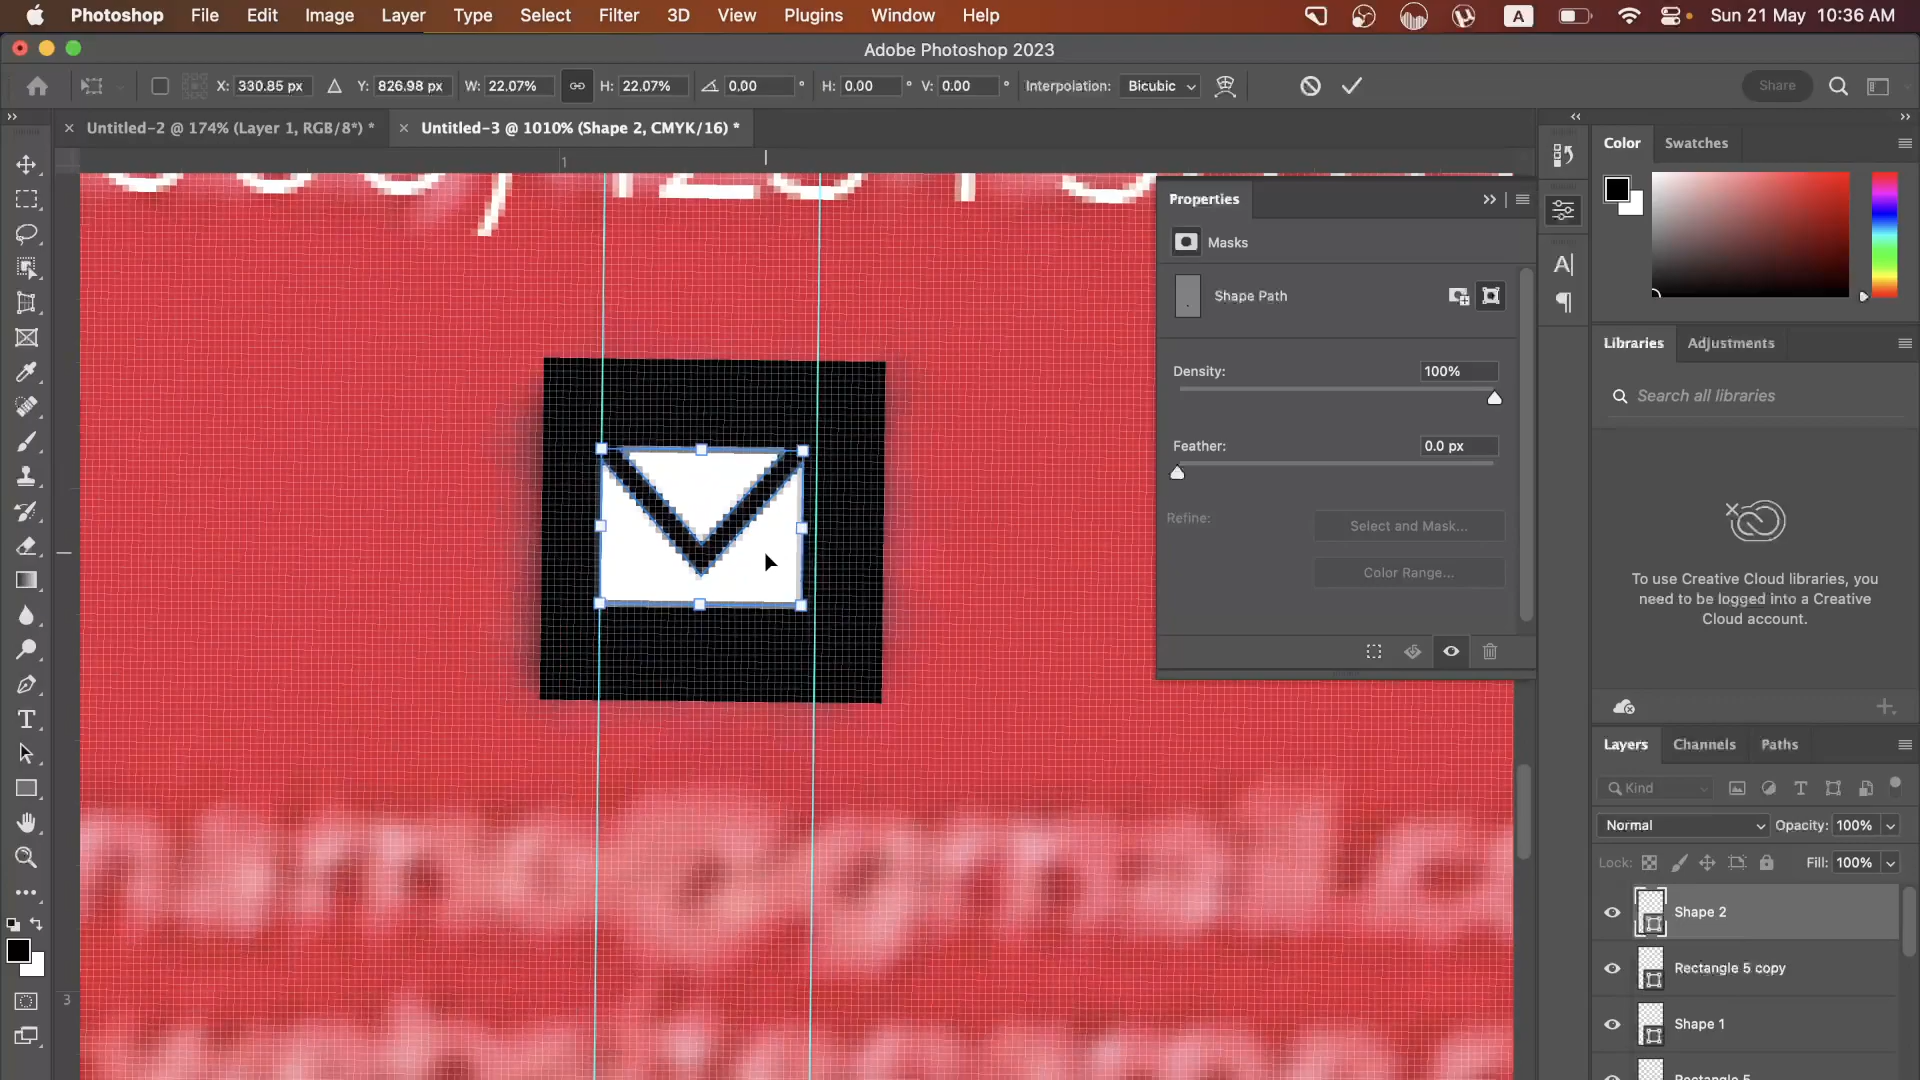 Photoshop File Edit Image Layer Type Select Filter 3D View Plugins Window Help A Sun 21 May 10:36 AM
Adobe Photoshop 2023
X: 330.85 px Y: 826.98 px W: 22.07% H: 22.07% 0.00 ° H: 0.00 ° V: 0.00 ° Interpolation: Bicubic Share
Untitled-2 @ 174% (Layer 1, RGB/8*) * Untitled-3 @ 1010% (Shape 2, CMYK/16) *
1
Color Swatches
Properties
Masks
Shape Path
Density: 100%
Feather: 0.0 px
Refine: Select and Mask...
Color Range...
Libraries Adjustments
Search all libraries
To use Creative Cloud libraries, you
need to be logged into a Creative
Cloud account.
Layers Channels Paths
Kind
Normal Opacity: 100%
Lock: Fill: 100%
Shape 2
Rectangle 5 copy
3
Shape 1
Rectangle 5